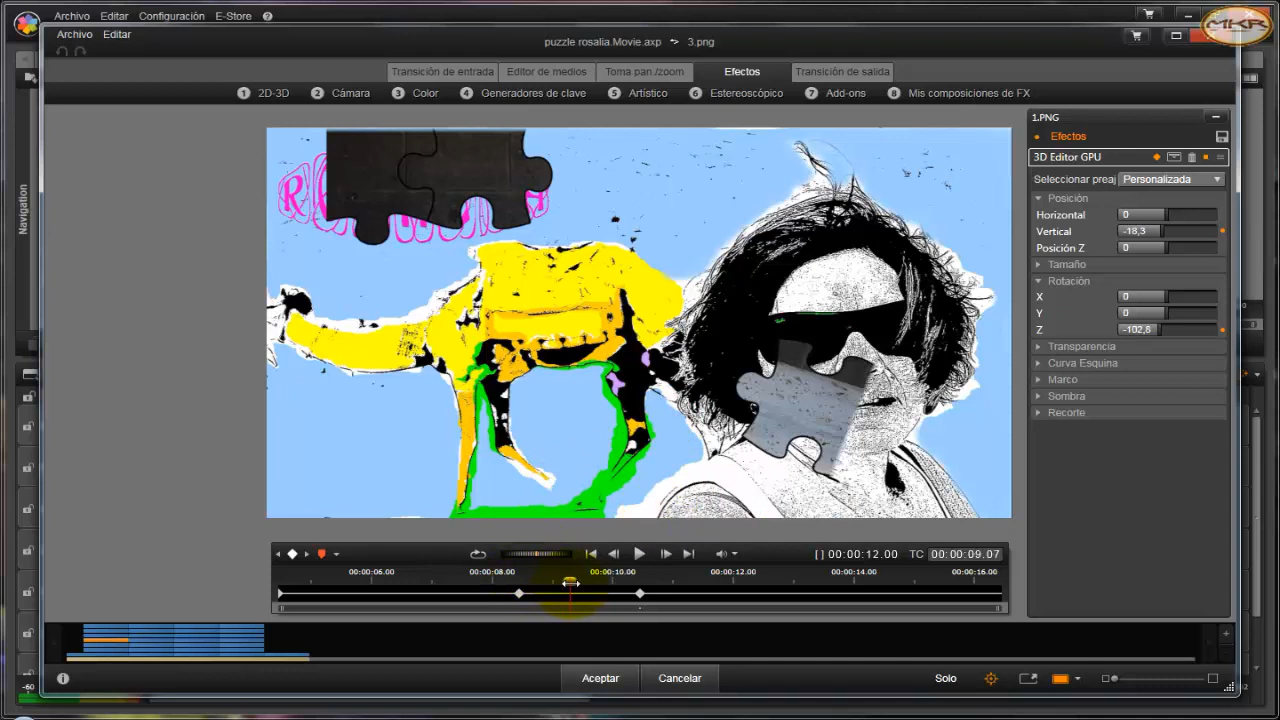 Archivo Editar Configuración E-Store ?
MKR
Archivo Editar
puzzle rosalia.Movie.axp 3.png
Transición de entrada Editor de medios Toma pan./zoom Efectos Transición de salida
1 2D-3D 2 Cámara 3 Color 4 Generadores de clave 5 Artístico 6 Estereoscópico 7 Add-ons 8 Mis composiciones de FX
1.PNG
Efectos
3D Editor GPU
Seleccionar preaj Personalizada
Posición
Horizontal 0
Vertical -18,3
Posición Z 0
Tamaño
Rotación
X 0
Y 0
Z -102,6
Transparencia
Curva Esquina
Marco
Sombra
Recorte
Navigation
[] 00:00:12.00 TC 00:00:09.07
00:00:06.00 00:00:08.00 00:00:10.00 00:00:12.00 00:00:14.00 00:00:16.00
Aceptar Cancelar Solo
-60